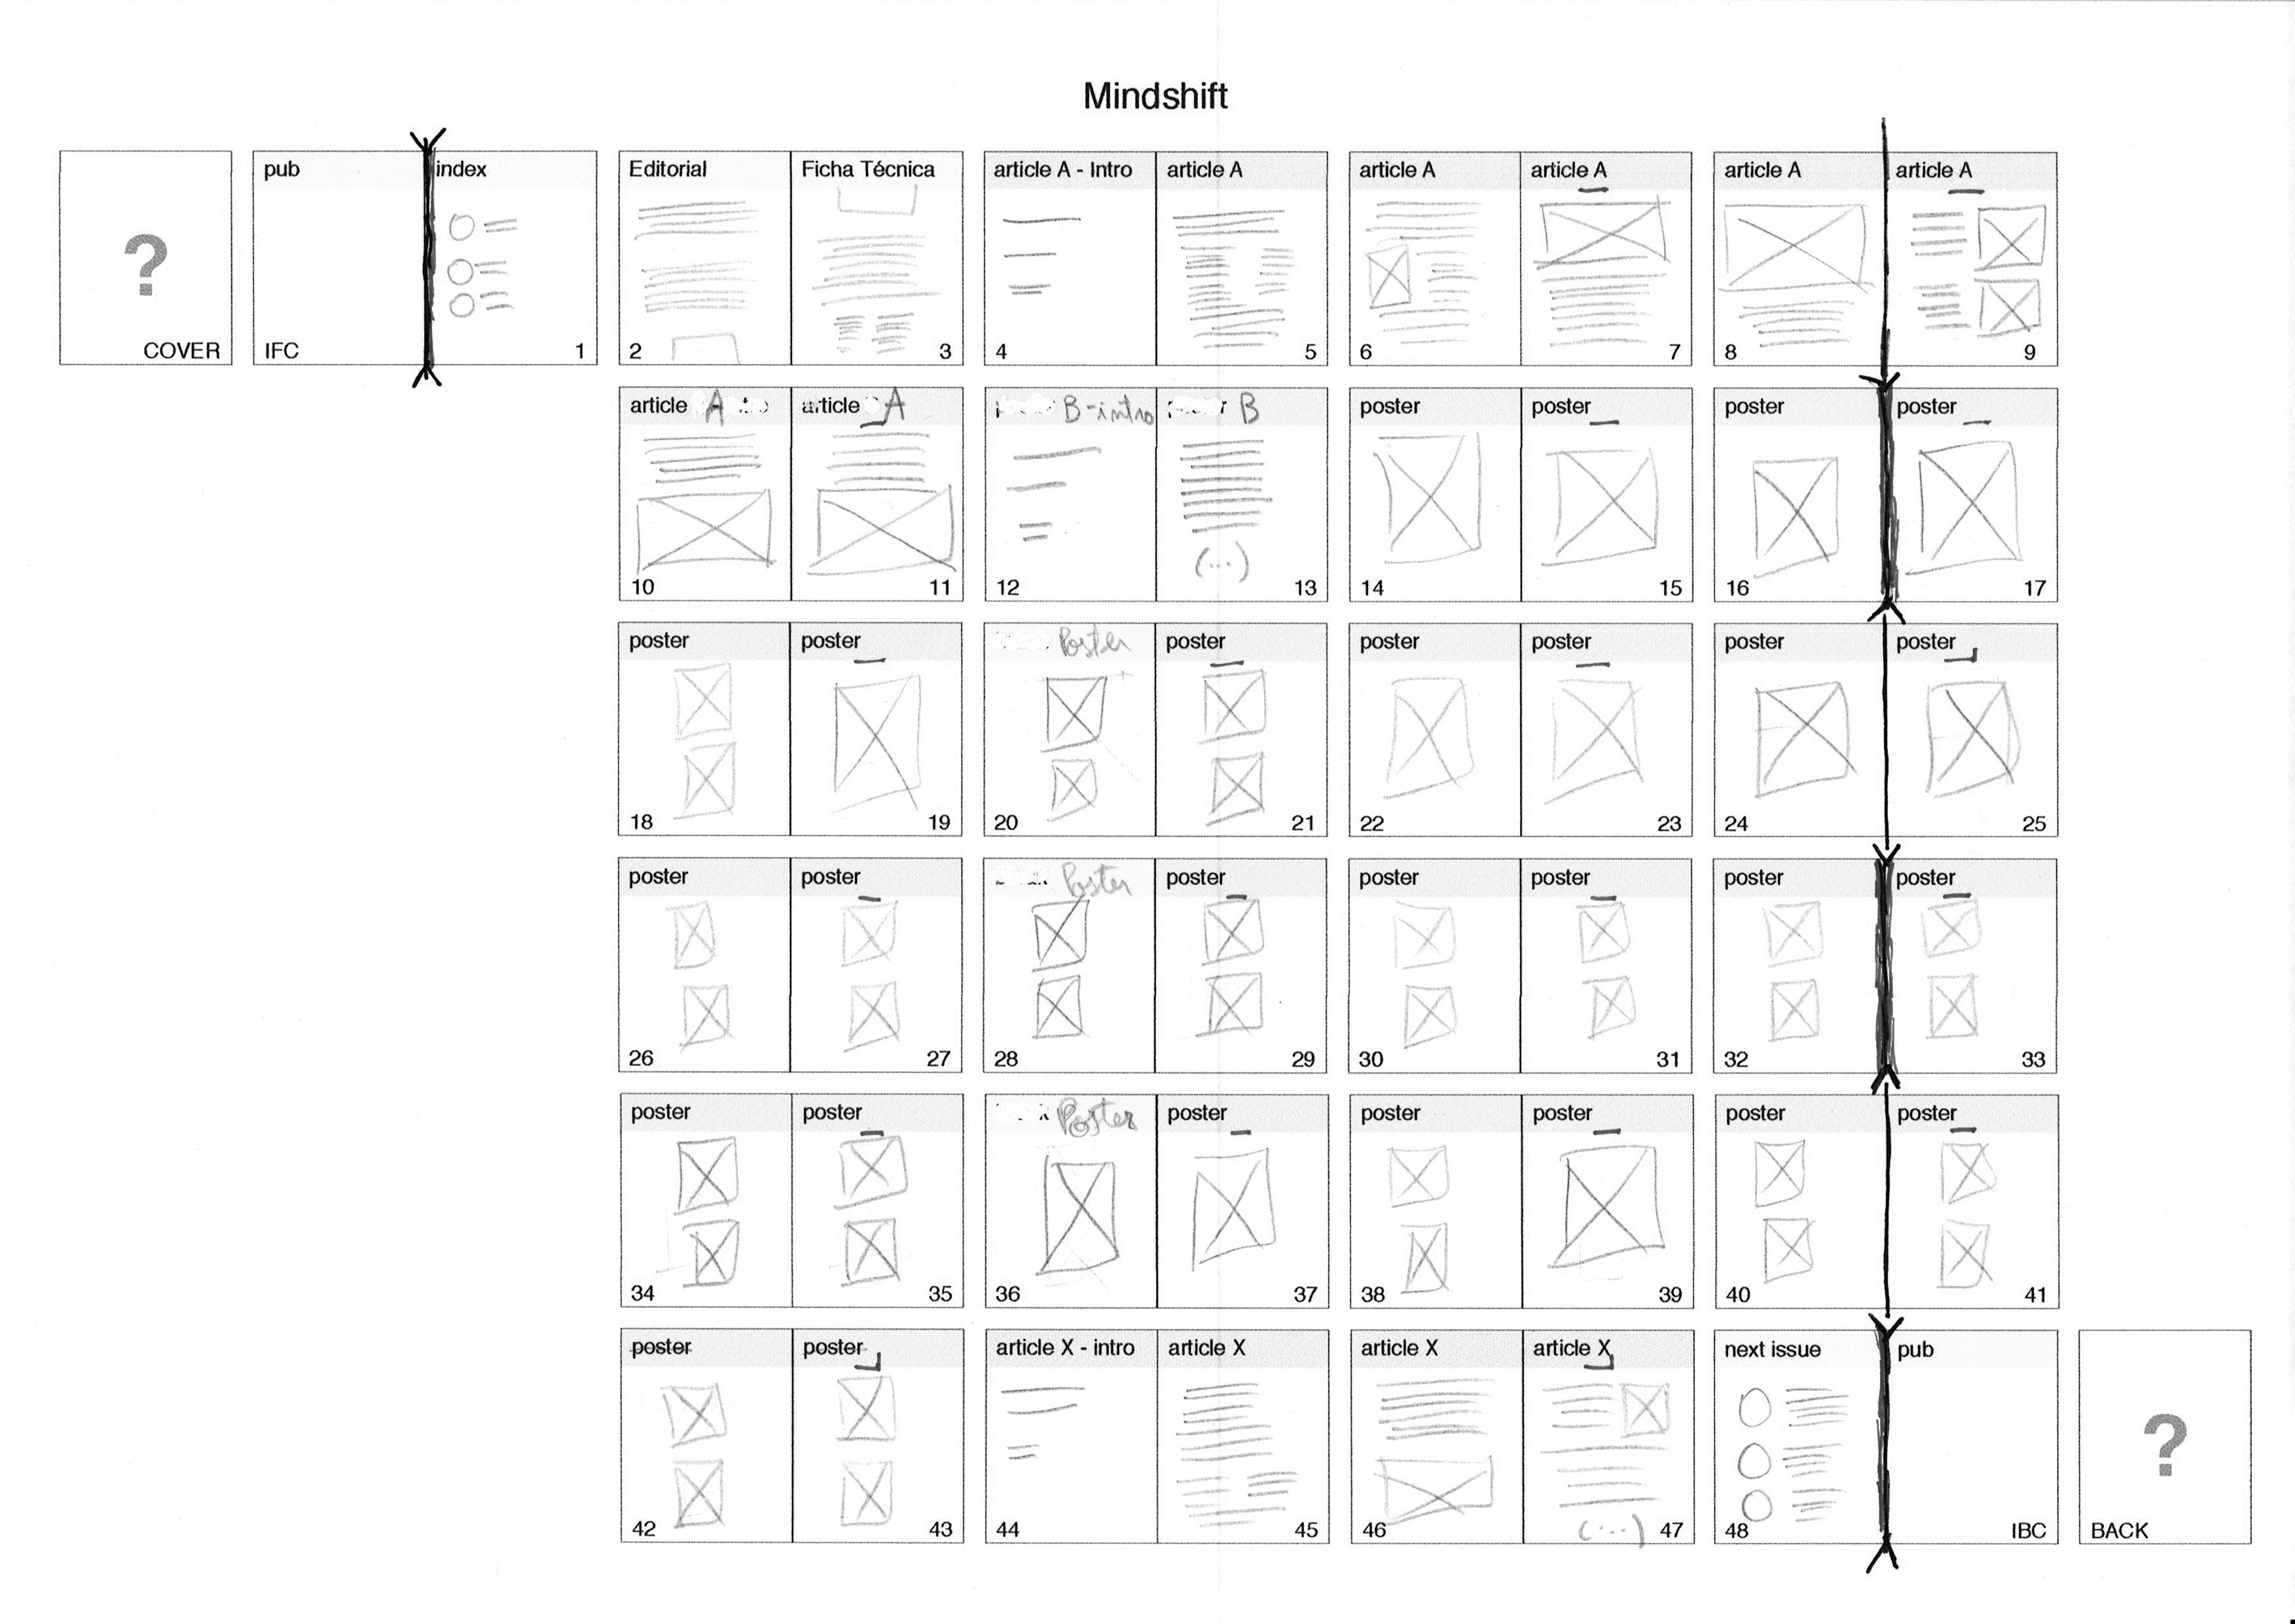 Mindshift
? COVER
pub index
IFC 1
Editorial Ficha Técnica
2 3
article A - Intro article A
4 5
article A article A
6 7
article A article A
8 9
article A article A
10 11
B-intro B
(...)
12 13
poster poster
14 15
poster poster
16 17
poster poster
18 19
Poster poster
20 21
poster poster
22 23
poster poster
24 25
poster poster
26 27
Poster poster
28 29
poster poster
30 31
poster poster
32 33
poster poster
34 35
Poster poster
36 37
poster poster
38 39
poster poster
40 41
poster poster
42 43
article X - intro article X
44 45
article X article X
(...)
46 47
next issue pub
48 IBC
?
BACK